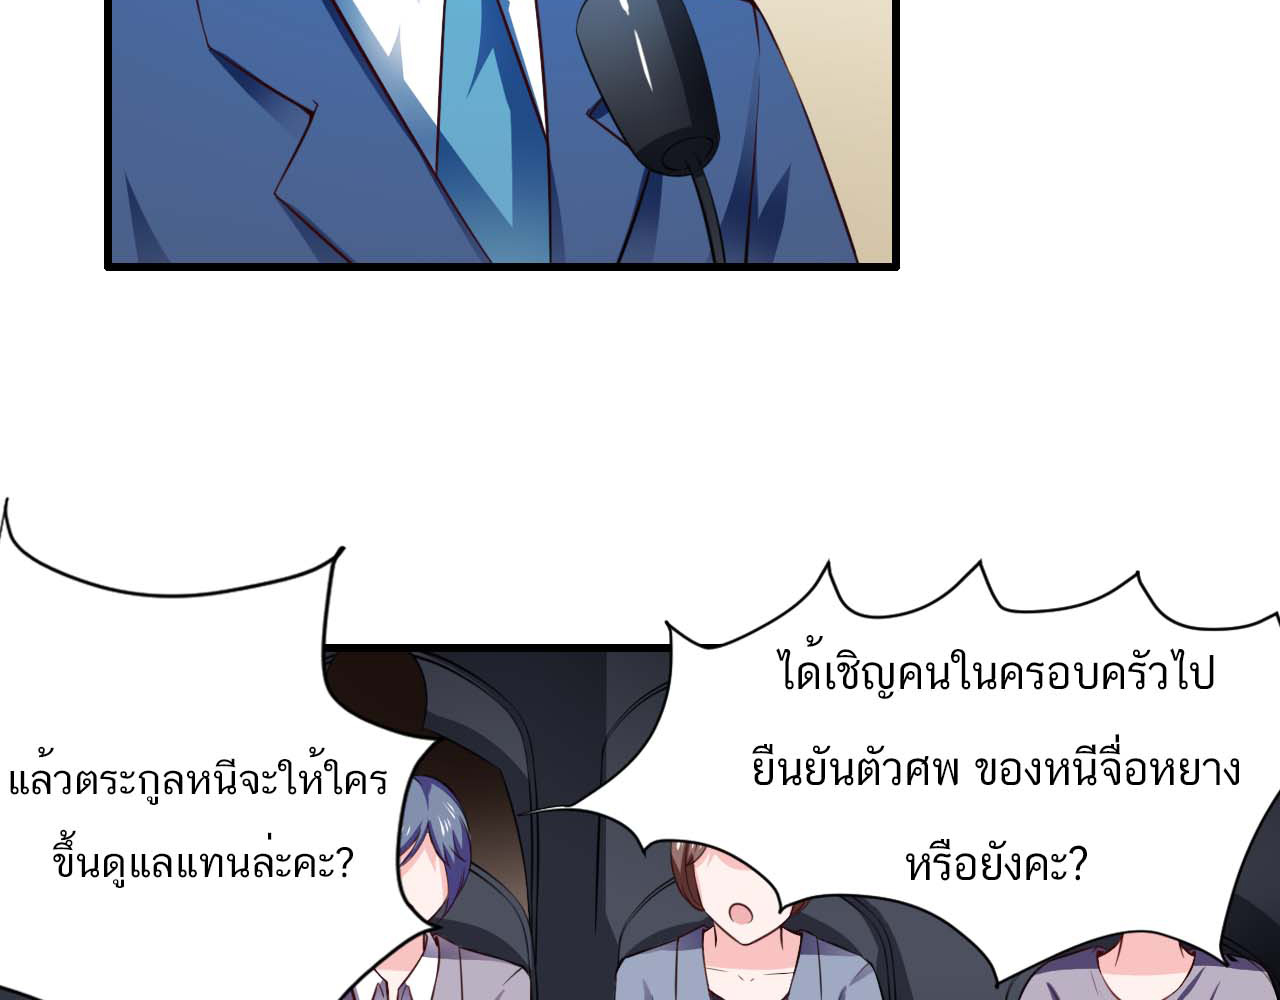 ได้เชิญคนในครอบครัวไป
ยืนยันตัวศพ ของหนีจื่อหยาง
หรือยังคะ?
แล้วตระกูลหนีจะให้ใคร
ขึ้นดูแลแทนล่ะคะ?